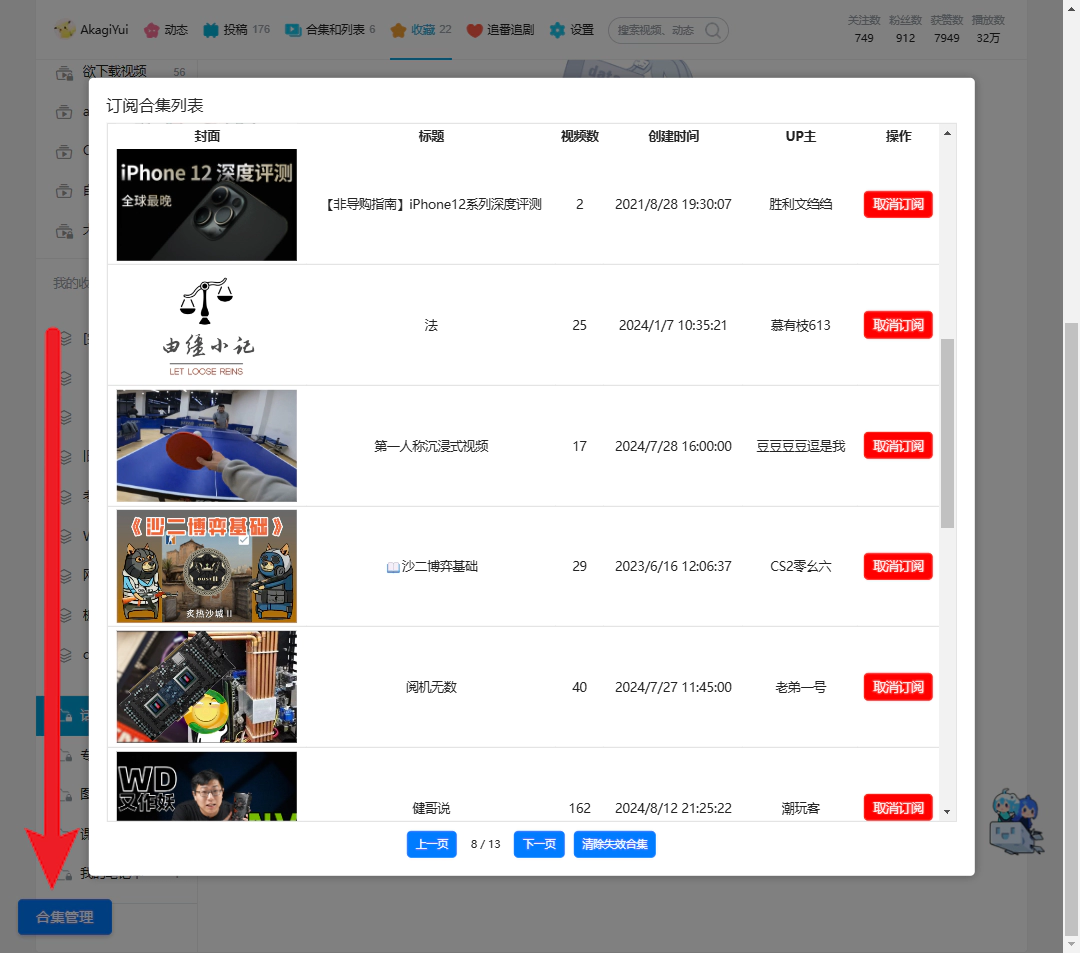 AkagiYui 动态 投稿 176 合集和列表 6 收藏 22 追番追剧 设置 搜索视频、动态 关注数 粉丝数 获赞数 播放数
749 912 7949 32万
欲下载视频 56
订阅合集列表
封面 标题 视频数 创建时间 UP主 操作
iPhone 12 深度评测
全球最晚
【非导购指南】iPhone12系列深度评测 2 2021/8/28 19:30:07 胜利文绉绉 取消订阅
由缰小记
LET LOOSE REINS
法 25 2024/1/7 10:35:21 慕有枝613 取消订阅
第一人称沉浸式视频 17 2024/7/28 16:00:00 豆豆豆豆逗是我 取消订阅
《沙二博弈基础》
DUST II
炙热沙城 II
📖沙二博弈基础 29 2023/6/16 12:06:37 CS2零幺六 取消订阅
阅机无数 40 2024/7/27 11:45:00 老弟一号 取消订阅
WD
又作妖
健哥说 162 2024/8/12 21:25:22 潮玩客 取消订阅
上一页 8 / 13 下一页 清除失效合集
我的收
合集管理